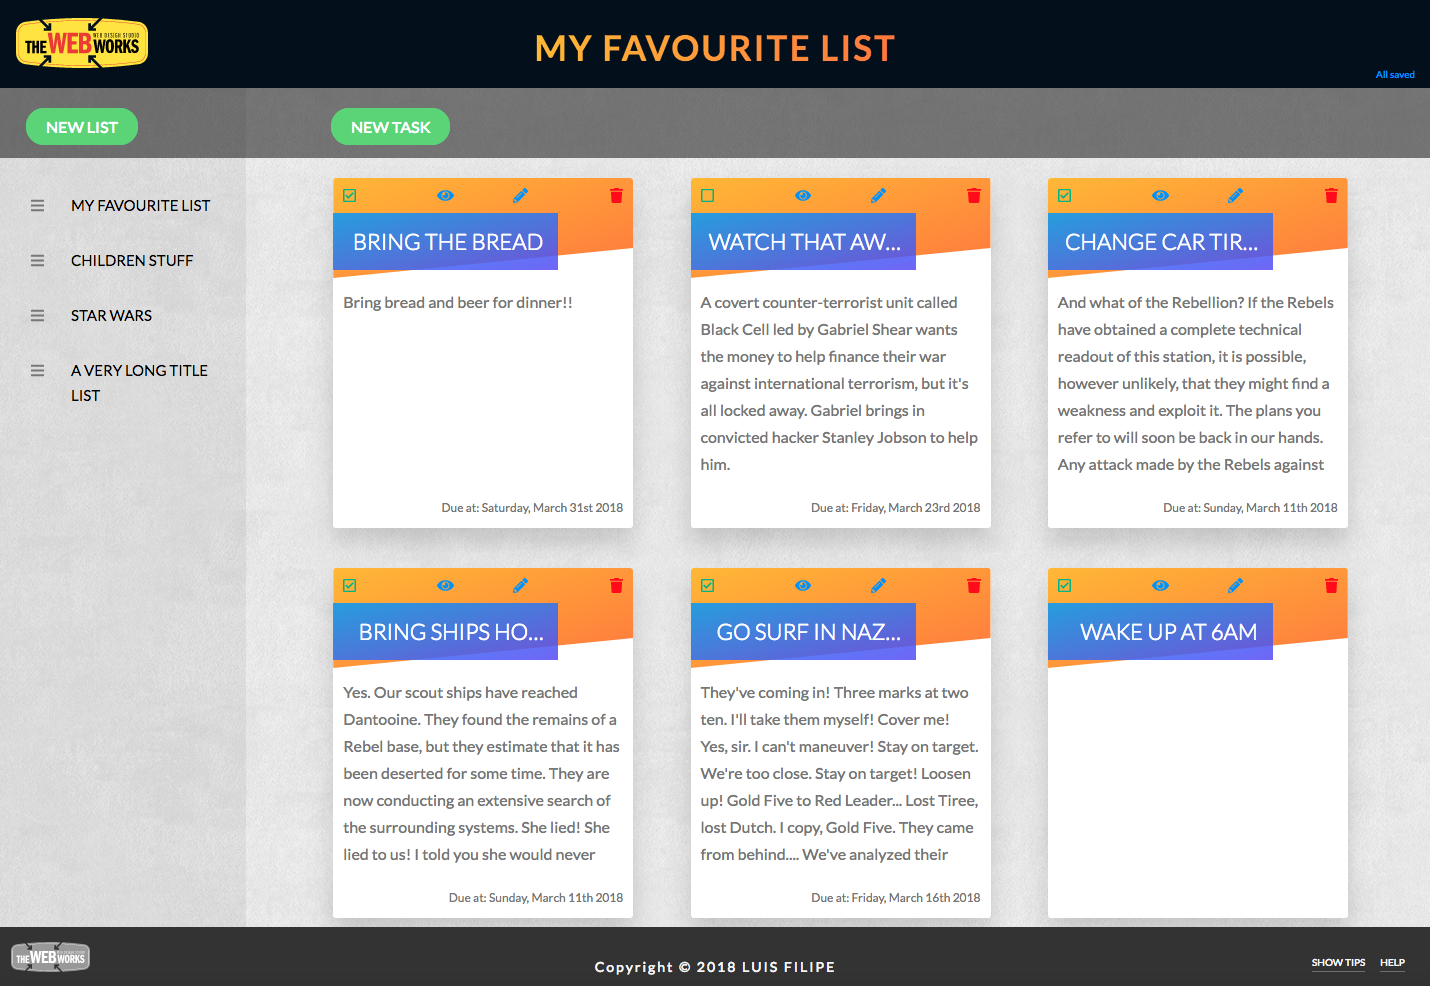 WEB DESIGN STUDIO
THE WEB WORKS
MY FAVOURITE LIST
All saved
NEW LIST
NEW TASK
MY FAVOURITE LIST
CHILDREN STUFF
STAR WARS
A VERY LONG TITLE
LIST
BRING THE BREAD
Bring bread and beer for dinner!!
Due at: Saturday, March 31st 2018
WATCH THAT AW...
A covert counter-terrorist unit called
Black Cell led by Gabriel Shear wants
the money to help finance their war
against international terrorism, but it's
all locked away. Gabriel brings in
convicted hacker Stanley Jobson to help
him.
Due at: Friday, March 23rd 2018
CHANGE CAR TIR...
And what of the Rebellion? If the Rebels
have obtained a complete technical
readout of this station, it is possible,
however unlikely, that they might find a
weakness and exploit it. The plans you
refer to will soon be back in our hands.
Any attack made by the Rebels against
Due at: Sunday, March 11th 2018
BRING SHIPS HO...
Yes. Our scout ships have reached
Dantooine. They found the remains of a
Rebel base, but they estimate that it has
been deserted for some time. They are
now conducting an extensive search of
the surrounding systems. She lied! She
lied to us! I told you she would never
Due at: Sunday, March 11th 2018
GO SURF IN NAZ...
They've coming in! Three marks at two
ten. I'll take them myself! Cover me!
Yes, sir. I can't maneuver! Stay on target.
We're too close. Stay on target! Loosen
up! Gold Five to Red Leader... Lost Tiree,
lost Dutch. I copy, Gold Five. They came
from behind.... We've analyzed their
Due at: Friday, March 16th 2018
WAKE UP AT 6AM
THE WEB WORKS
Copyright © 2018 LUIS FILIPE
SHOW TIPS
HELP